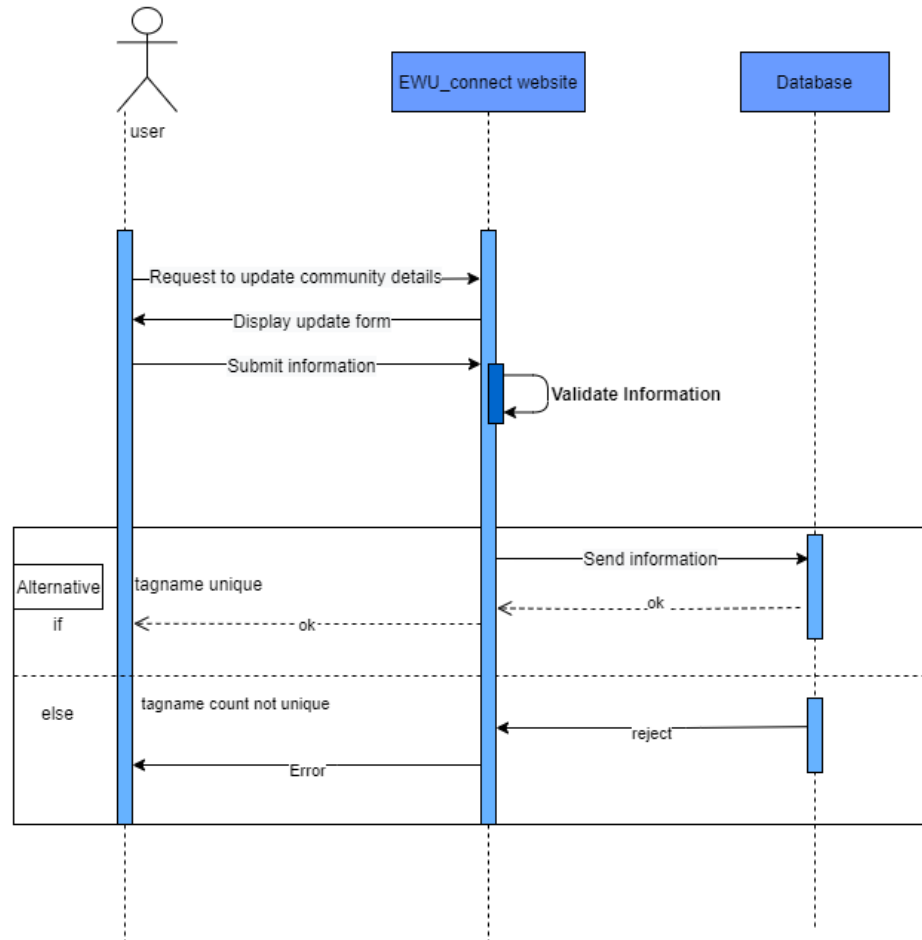 user
EWU_connect website
Database
Request to update community details
Display update form
Submit information
Validate Information
Send information
Alternative
tagname unique
ok
if
ok
else
tagname count not unique
reject
Error